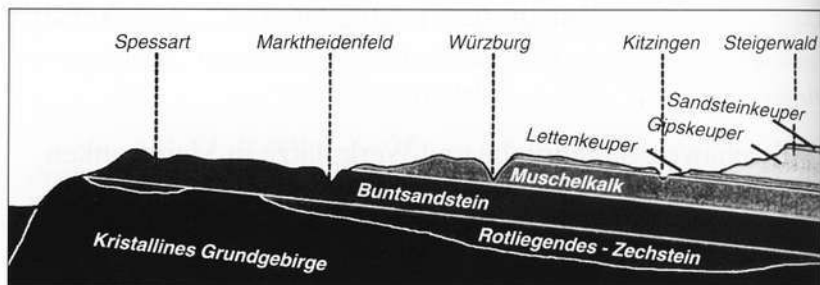 Spessart Marktheidenfeld Würzburg Kitzingen Steigerwald
Sandsteinkeuper
Gipskeuper
Lettenkeuper
Muschelkalk
Buntsandstein
Rotliegendes - Zechstein
Kristallines Grundgebirge